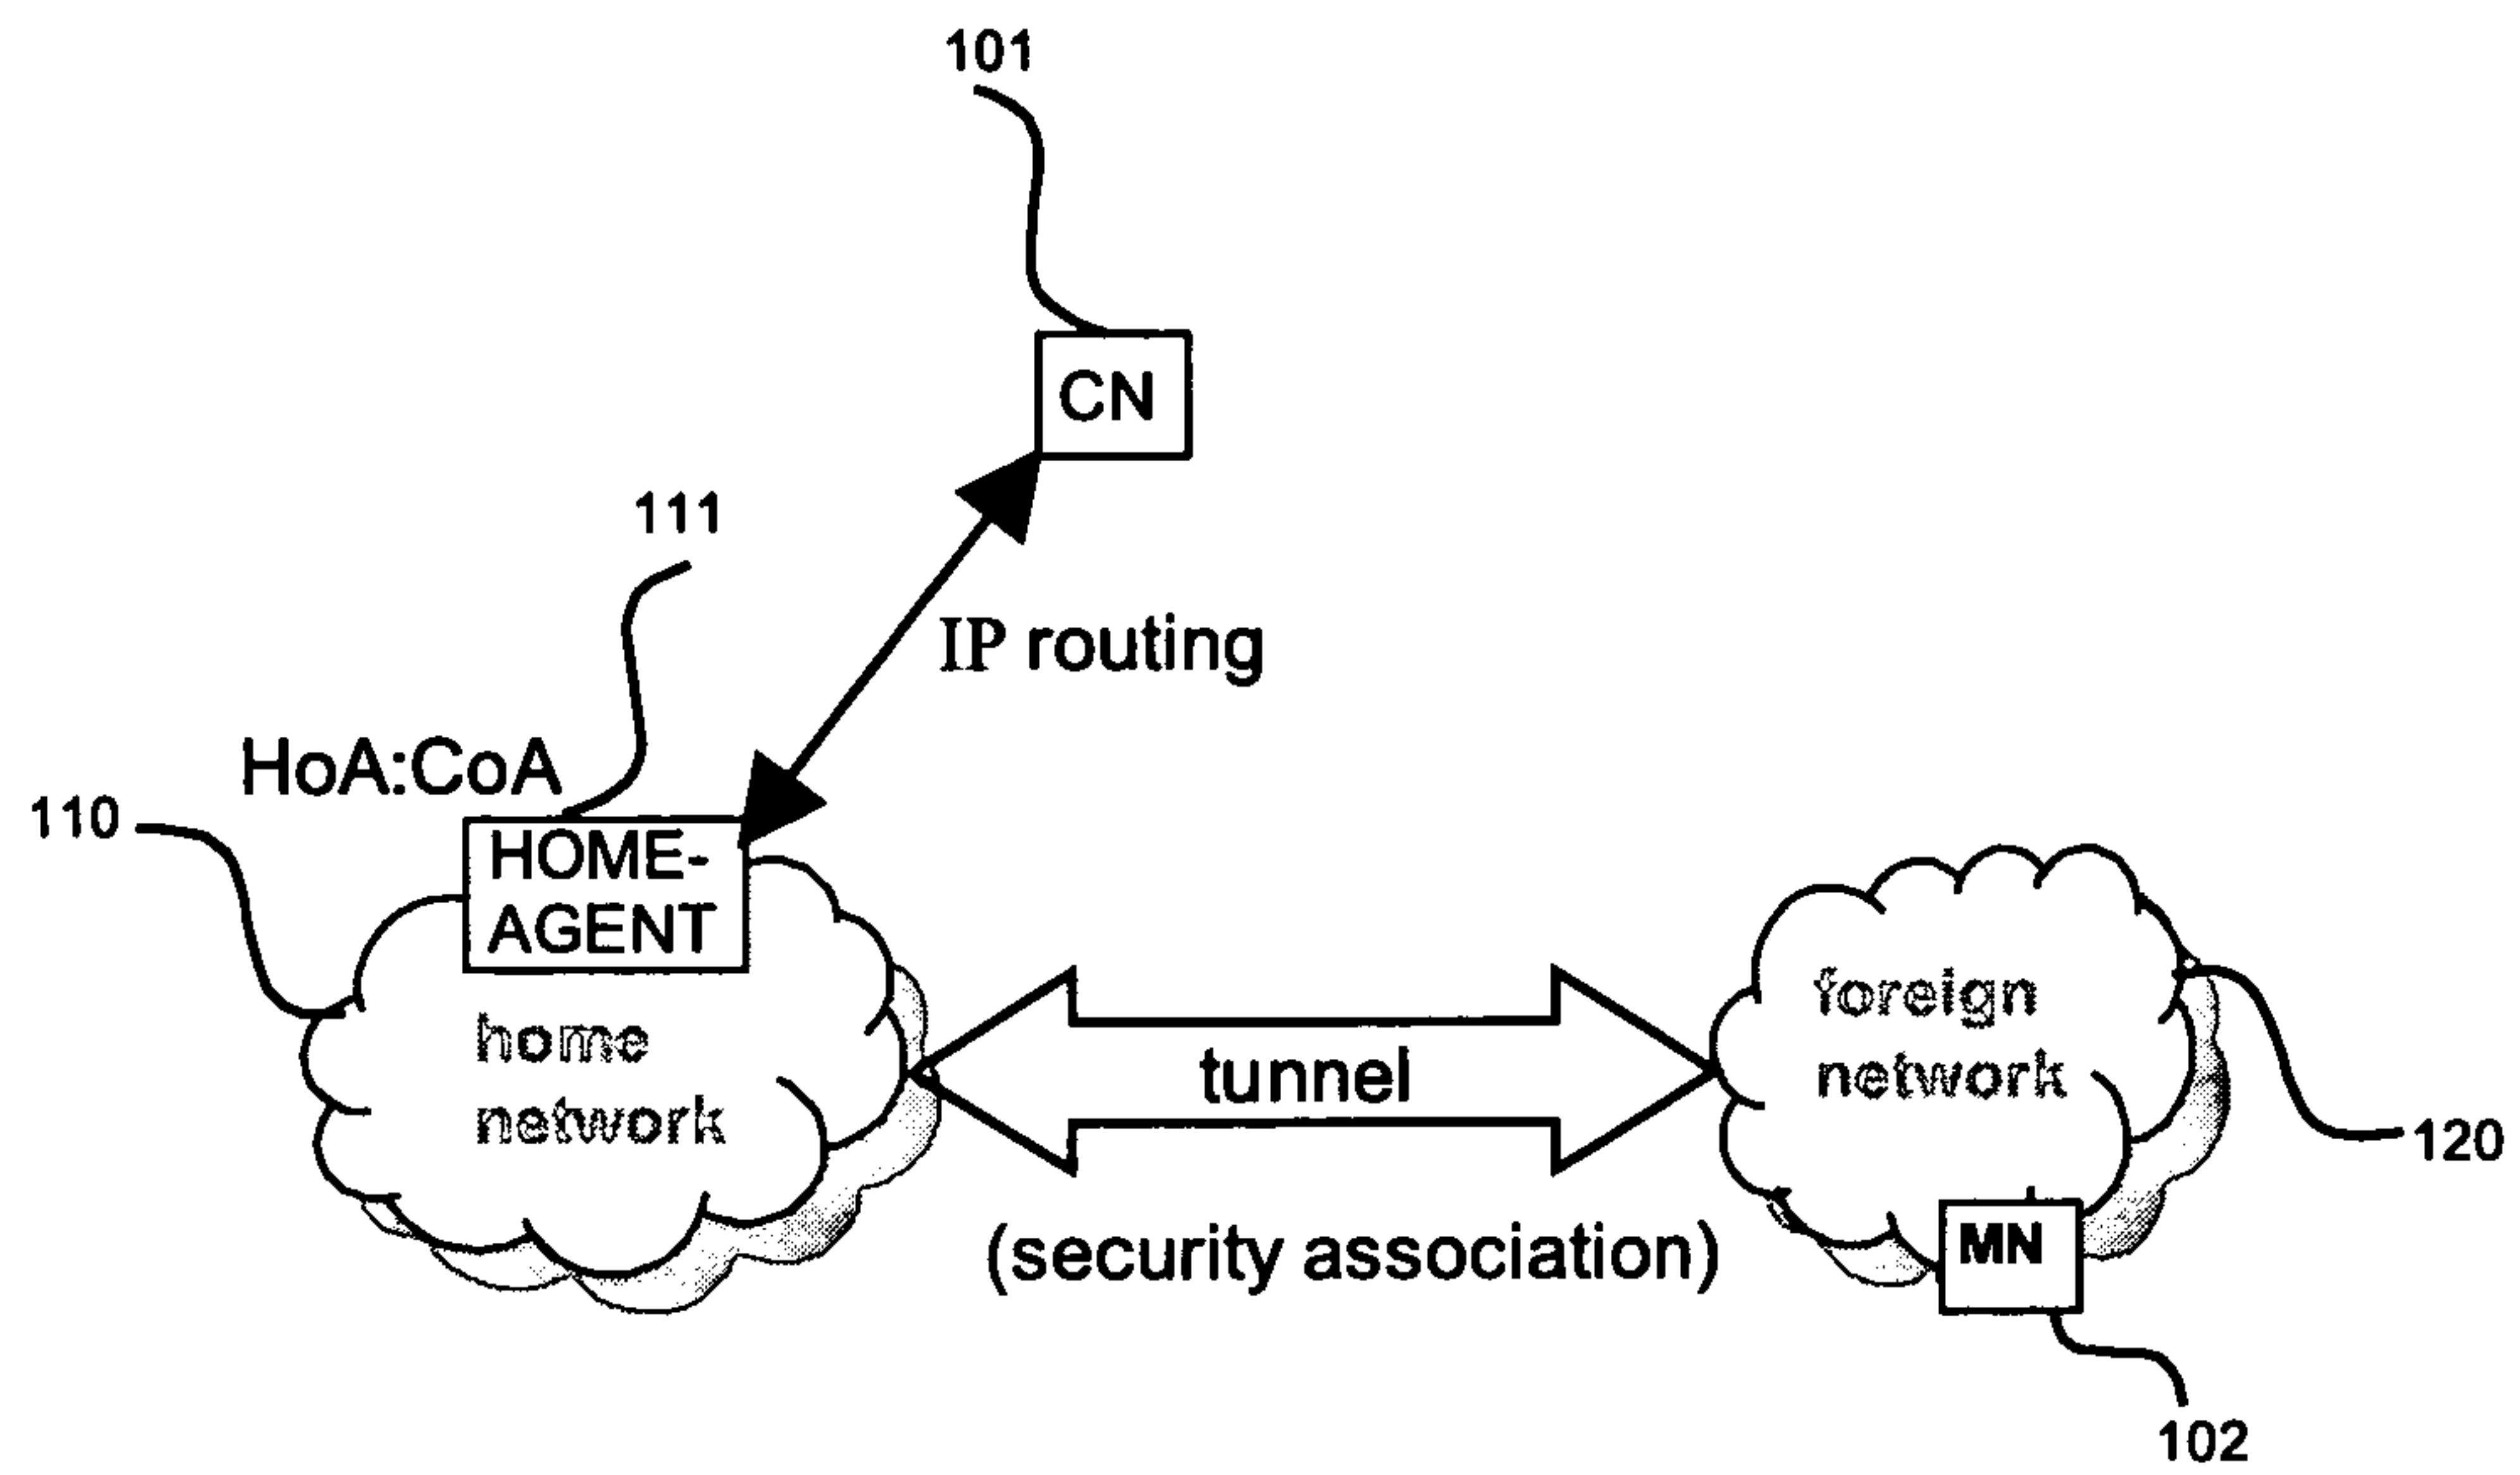 101
CN
111
IP routing
HoA:CoA
110
HOME-
AGENT
home
network
foreign
network
tunnel
120
(security association)
MN
102